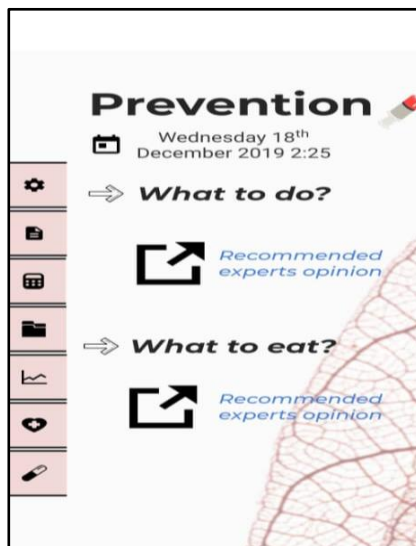 Prevention
Wednesday 18th
December 2019 2:25
What to do?
Recommended
experts opinion
What to eat?
Recommended
experts opinion